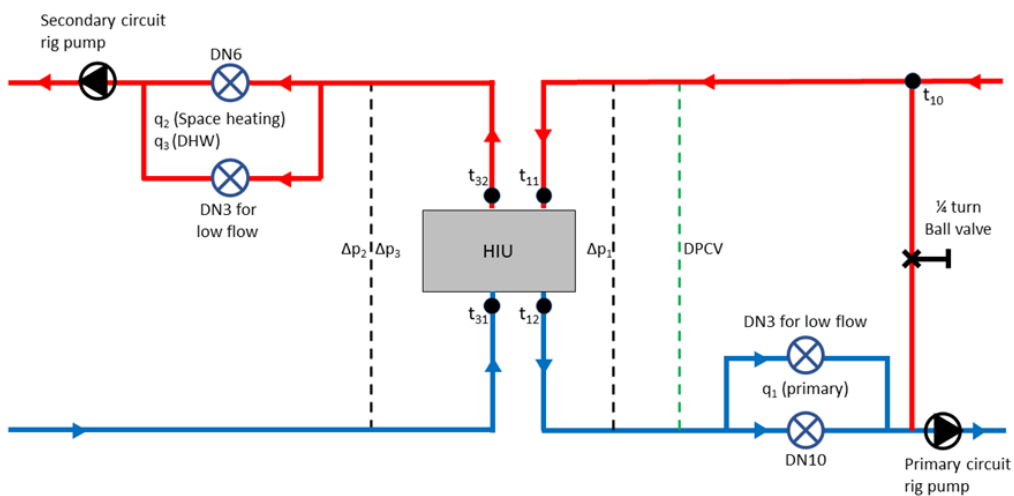 Secondary circuit
rig pump
DN6
q₂ (Space heating)
q₃ (DHW)
DN3 for
low flow
t₃₂
t₁₁
t₁₀
¼ turn
Ball valve
Δp₂
Δp₃
HIU
Δp₁
DPCV
t₃₁
t₁₂
DN3 for low flow
q₁ (primary)
DN10
Primary circuit
rig pump